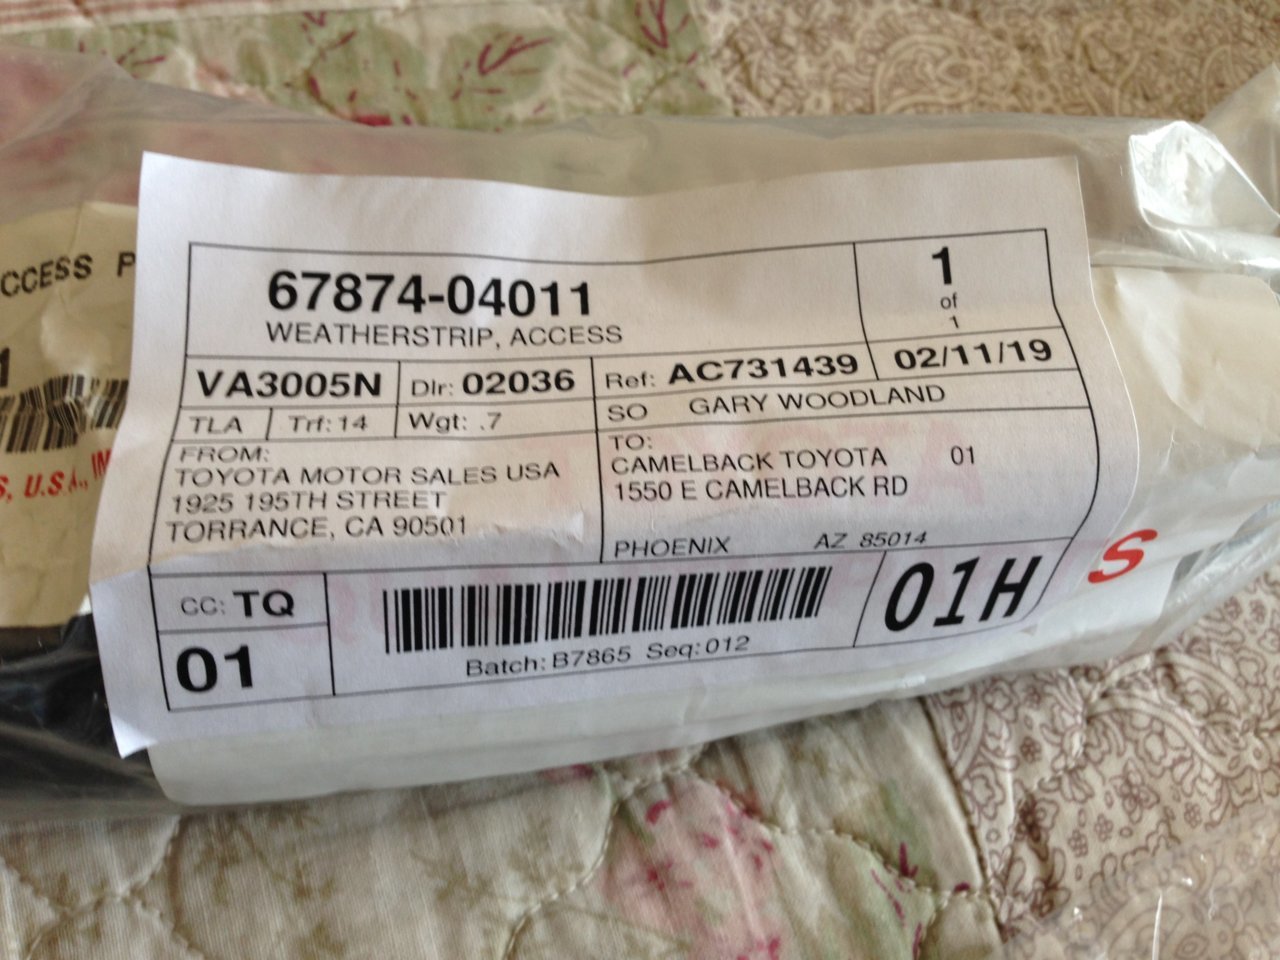 67874-04011
WEATHERSTRIP, ACCESS
1
of
1
VA3005N
Dlr: 02036
Ref: AC731439
02/11/19
TLA
Trf: 14
Wgt: .7
SO GARY WOODLAND
FROM:
TOYOTA MOTOR SALES USA
1925 195TH STREET
TORRANCE, CA 90501
TO:
CAMELBACK TOYOTA 01
1550 E CAMELBACK RD
PHOENIX AZ 85014
CC: TQ
01
Batch: B7865 Seq: 012
01H
CCESS P
1
S, U.S.A., IN
S